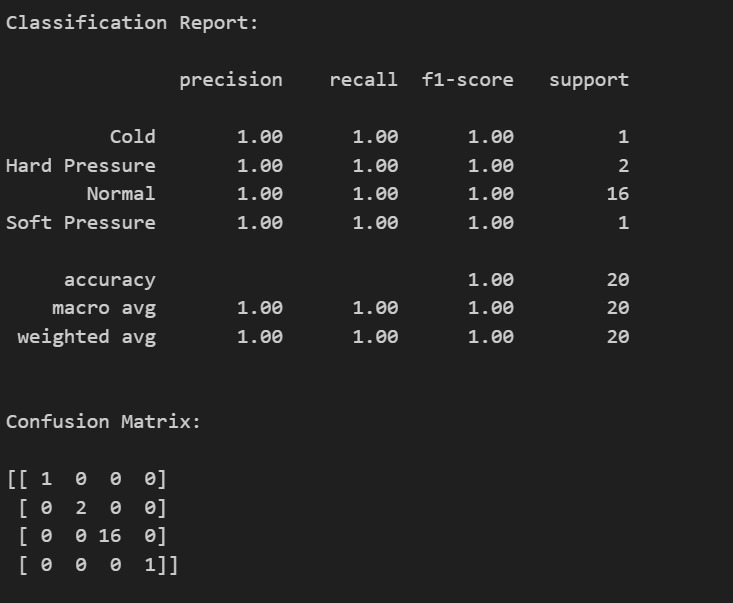 Classification Report:
precision recall f1-score support
Cold 1.00 1.00 1.00 1
Hard Pressure 1.00 1.00 1.00 2
Normal 1.00 1.00 1.00 16
Soft Pressure 1.00 1.00 1.00 1
accuracy 1.00 20
macro avg 1.00 1.00 1.00 20
weighted avg 1.00 1.00 1.00 20
Confusion Matrix:
[[ 1 0 0 0]
[ 0 2 0 0]
[ 0 0 16 0]
[ 0 0 0 1]]